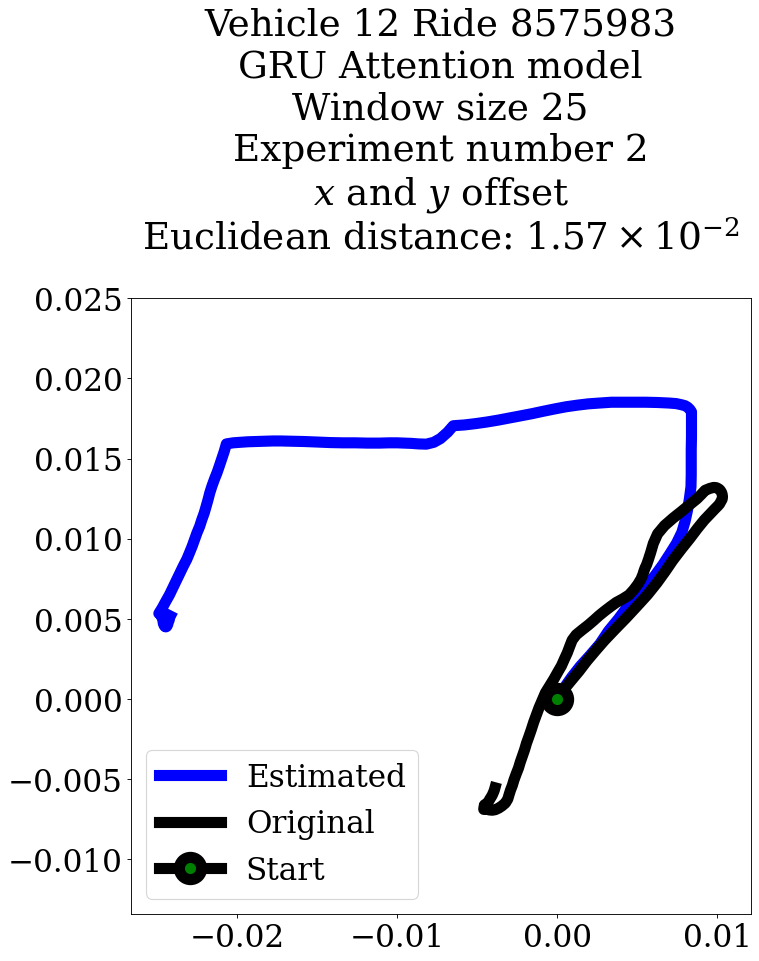 Vehicle 12 Ride 8575983
GRU Attention model
Window size 25
Experiment number 2
x and y offset
Euclidean distance: 1.57 × 10⁻²
0.025
0.020
0.015
0.010
0.005
0.000
−0.005
−0.010
Estimated
Original
Start
−0.02
−0.01
0.00
0.01